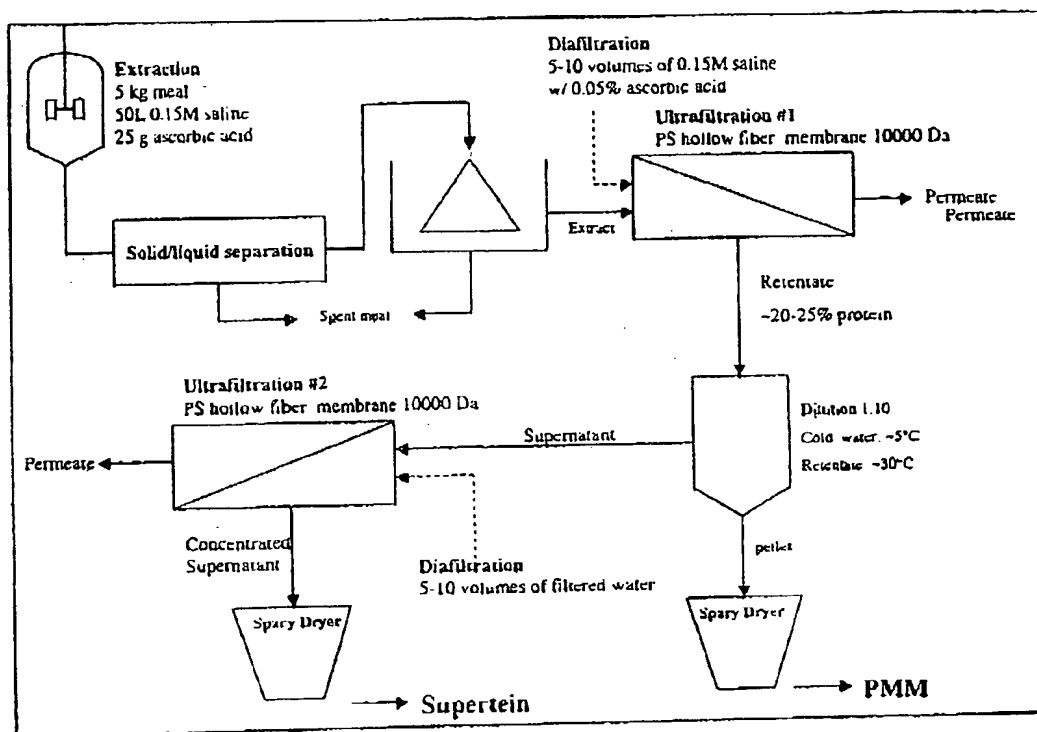 Extraction
5 kg meal
50L 0.15M saline
25 g ascorbic acid
Diafiltration
5-10 volumes of 0.15M saline
w/ 0.05% ascorbic acid
Ultrafiltration #1
PS hollow fiber membrane 10000 Da
Permeate
Permeate
Solid/liquid separation
Extract
Spent meal
Retentate
~20-25% protein
Ultrafiltration #2
PS hollow fiber membrane 10000 Da
Supernatant
Dilution 1.10
Cold water. ~5°C
Retentate ~30°C
Permeate
Concentrated
Supernatant
Diafiltration
5-10 volumes of filtered water
pellet
Spary Dryer
Spary Dryer
Supertein
PMM